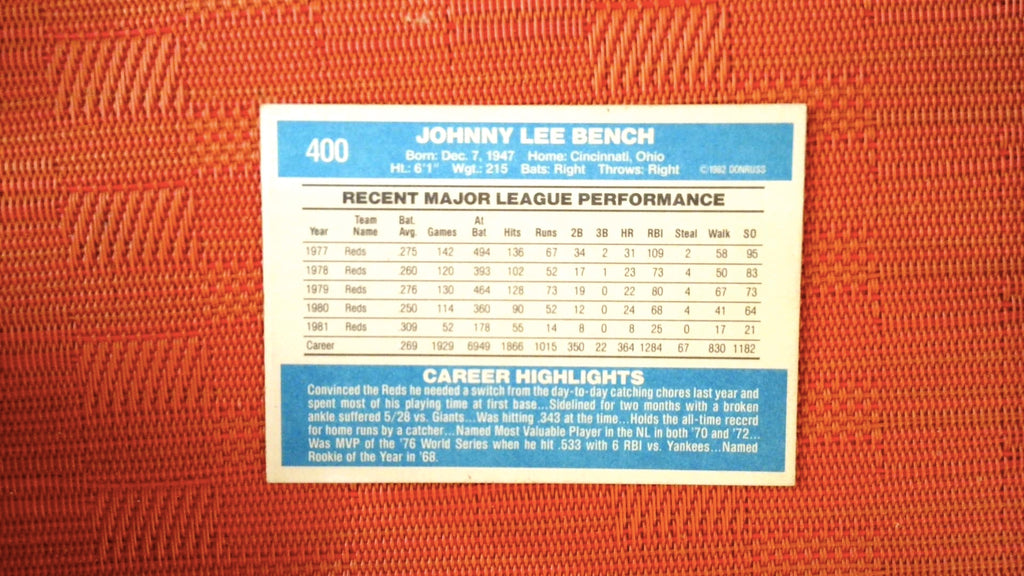 JOHNNY LEE BENCH
400
Born: Dec. 7, 1947 Home: Cincinnati, Ohio
Ht.: 6'1" Wgt.: 215 Bats: Right Throws: Right
©1982 DONRUSS
RECENT MAJOR LEAGUE PERFORMANCE
Year Team Name Bat. Avg. Games At Bat Hits Runs 2B 3B HR RBI Steal Walk SO
1977 Reds .275 142 494 136 67 34 2 31 109 2 58 95
1978 Reds .260 120 393 102 52 17 1 23 73 4 50 83
1979 Reds .276 130 464 128 73 19 0 22 80 4 67 73
1980 Reds .250 114 360 90 52 12 0 24 68 4 41 64
1981 Reds .309 52 178 55 14 8 0 8 25 0 17 21
Career .269 1929 6949 1866 1015 350 22 364 1284 67 830 1182
CAREER HIGHLIGHTS
Convinced the Reds he needed a switch from the day-to-day catching chores last year and
spent most of his playing time at first base...Sidelined for two months with a broken
ankle suffered 5/28 vs. Giants...Was hitting .343 at the time...Holds the all-time record
for home runs by a catcher...Named Most Valuable Player in the NL in both '70 and '72...
Was MVP of the '76 World Series when he hit .533 with 6 RBI vs. Yankees...Named
Rookie of the Year in '68.